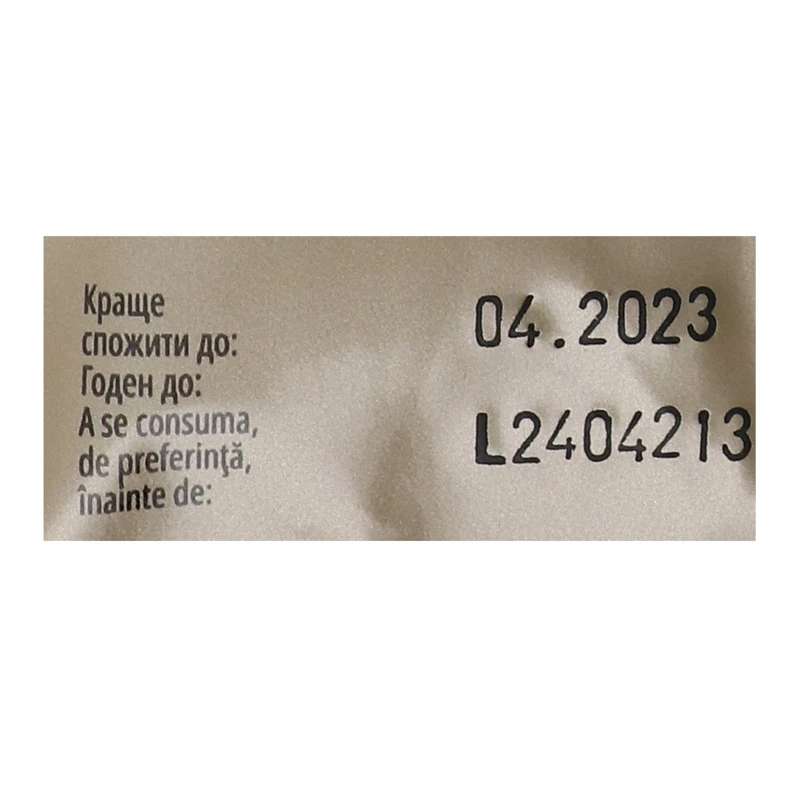 Краще
спожити до:
Годен до:
A se consuma,
de preferinţă,
înainte de:
04.2023
L2404213